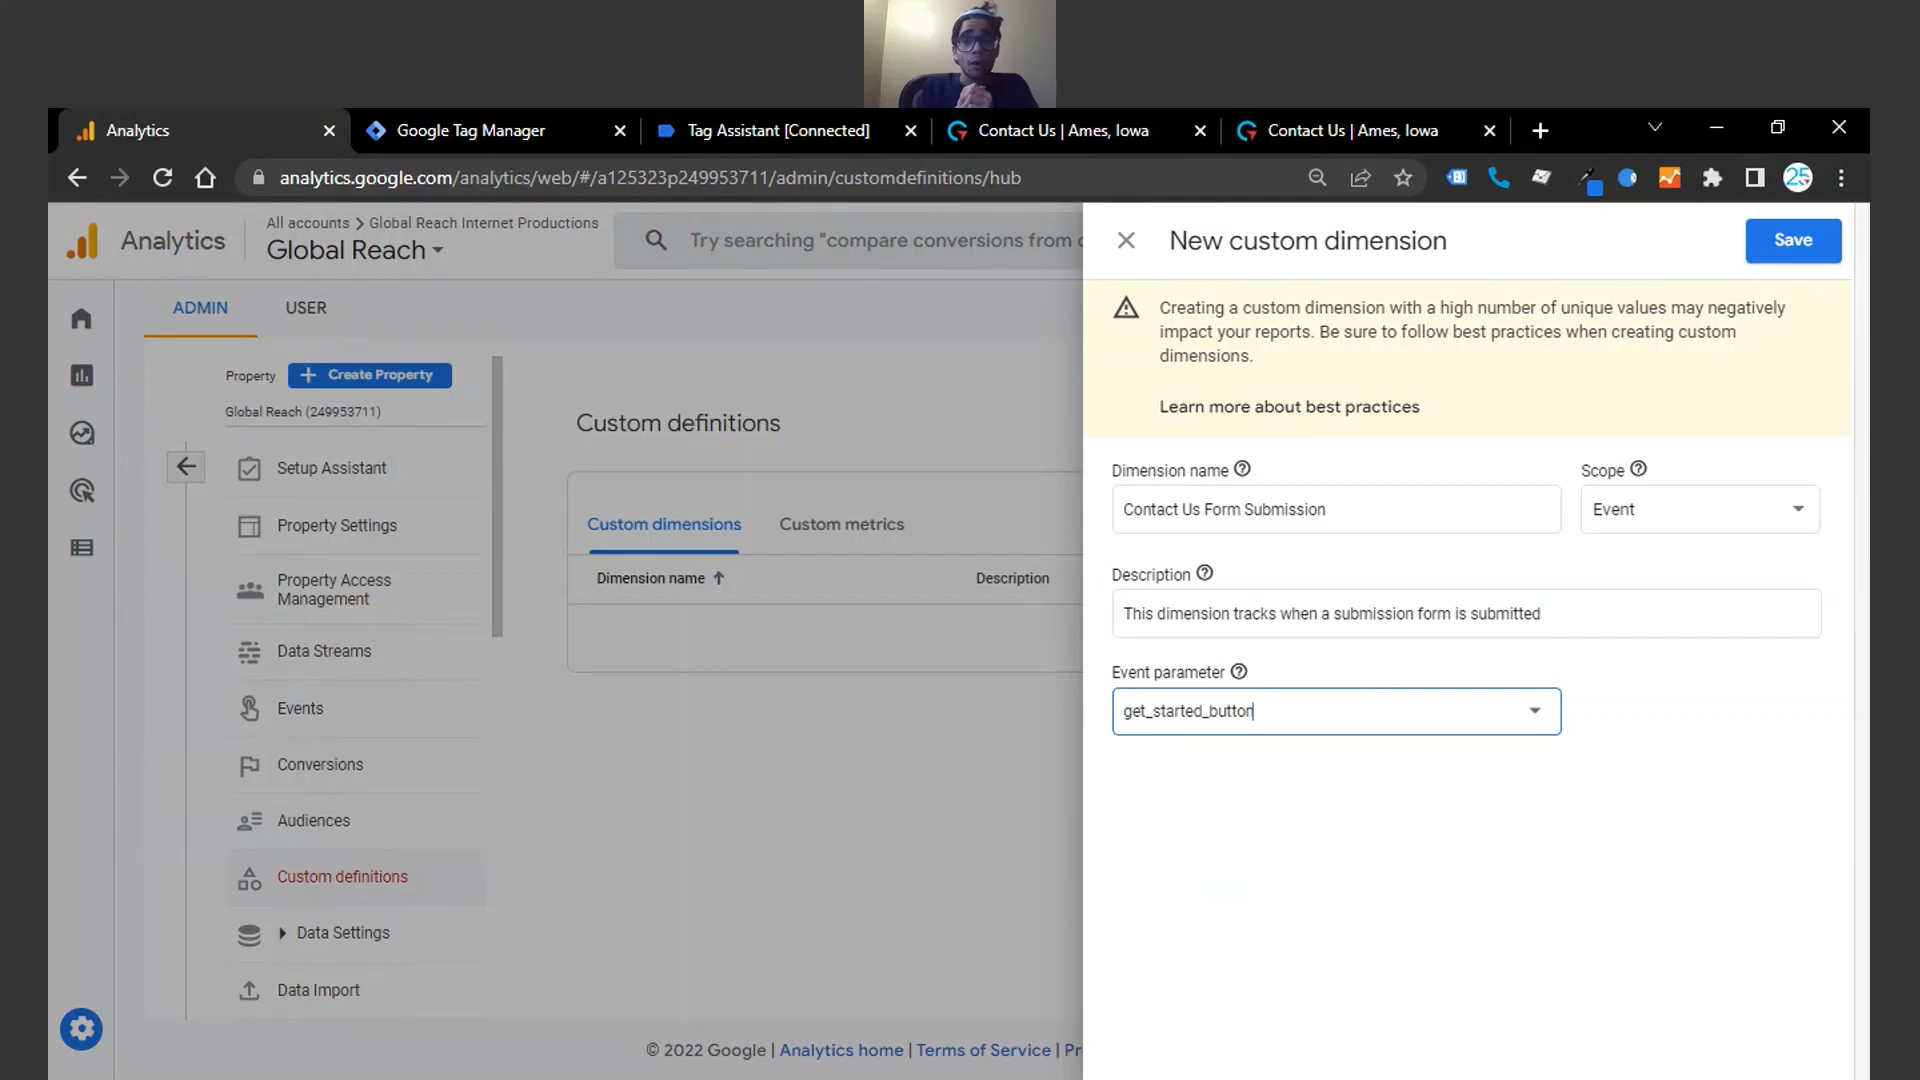 Analytics
Google Tag Manager
Tag Assistant [Connected]
Contact Us | Ames, Iowa
Contact Us | Ames, Iowa
analytics.google.com/analytics/web/#/a125323p249953711/admin/customdefinitions/hub
25
Analytics
All accounts > Global Reach Internet Productions
Global Reach
Try searching "compare conversions from
New custom dimension
Save
Creating a custom dimension with a high number of unique values may negatively
impact your reports. Be sure to follow best practices when creating custom
dimensions.
Learn more about best practices
ADMIN
USER
Property
+ Create Property
Global Reach (249953711)
Setup Assistant
Property Settings
Property Access
Management
Data Streams
Events
Conversions
Audiences
Custom definitions
Data Settings
Data Import
Custom definitions
Custom dimensions
Custom metrics
Dimension name
Description
Dimension name
Contact Us Form Submission
Scope
Event
Description
This dimension tracks when a submission form is submitted
Event parameter
get_started_button
© 2022 Google | Analytics home | Terms of Service | Pr